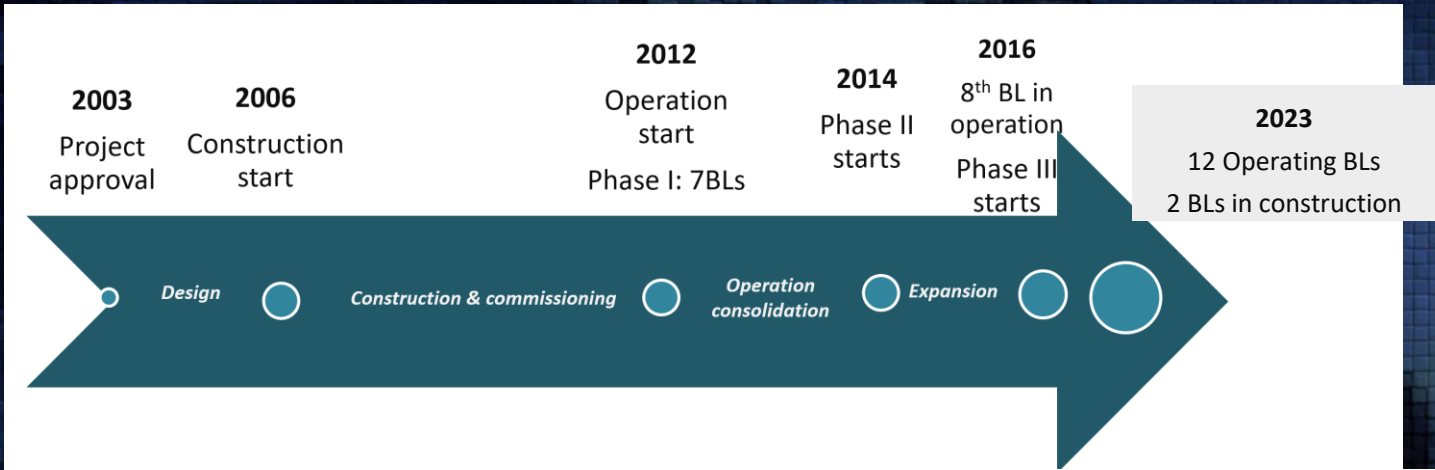 2003
Project
approval
2006
Construction
start
2012
Operation
start
Phase I: 7BLs
2014
Phase II
starts
2016
8th BL in
operation
Phase III
starts
2023
12 Operating BLs
2 BLs in construction
Design
Construction & commissioning
Operation
consolidation
Expansion